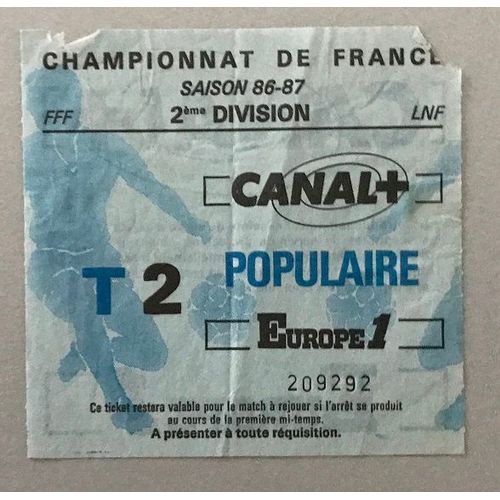 CHAMPIONNAT DE FRANCE
SAISON 86-87
FFF 2ème DIVISION LNF
CANAL+
T2 POPULAIRE
EUROPE 1
209292
Ce ticket restera valable pour le match à rejouer si l'arrêt se produit
au cours de la première mi-temps.
A présenter à toute réquisition.